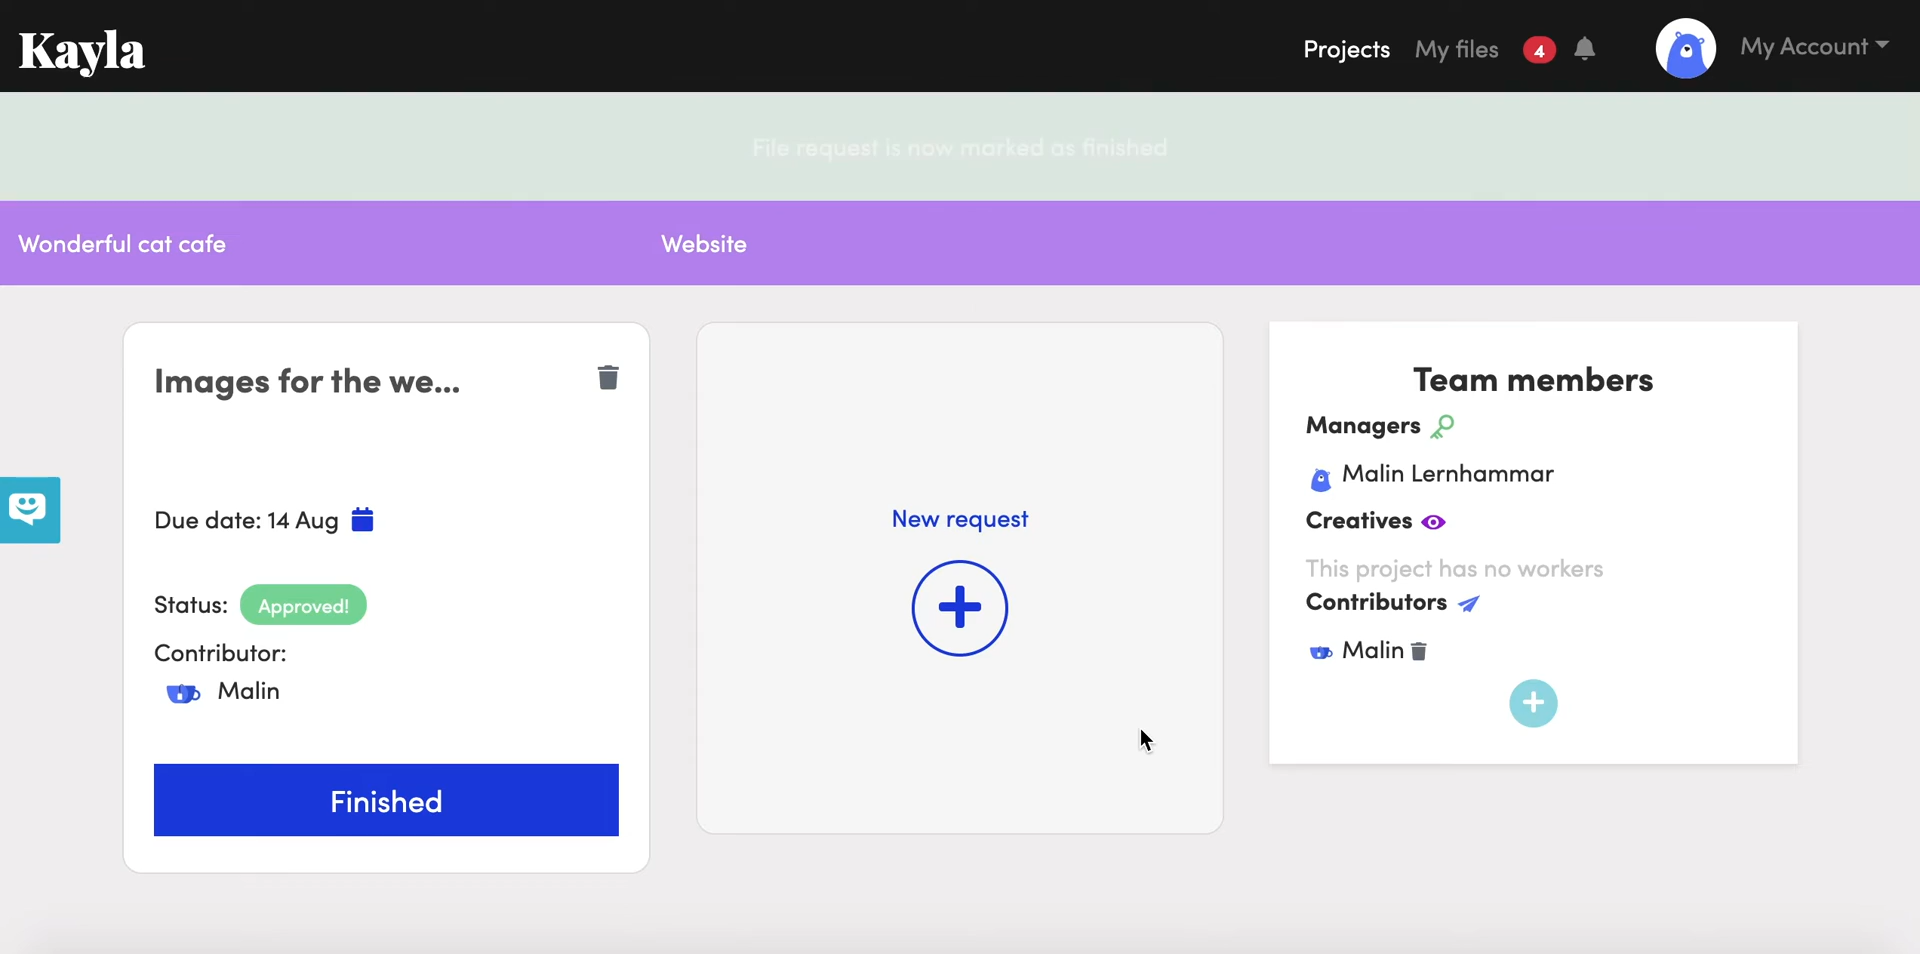 Kayla
Projects My files 4 My Account
File request is now marked as finished
Wonderful cat cafe Website
Images for the we...
Due date: 14 Aug
Status: Approved!
Contributor:
Malin
Finished
New request
Team members
Managers
Malin Lernhammar
Creatives
This project has no workers
Contributors
Malin